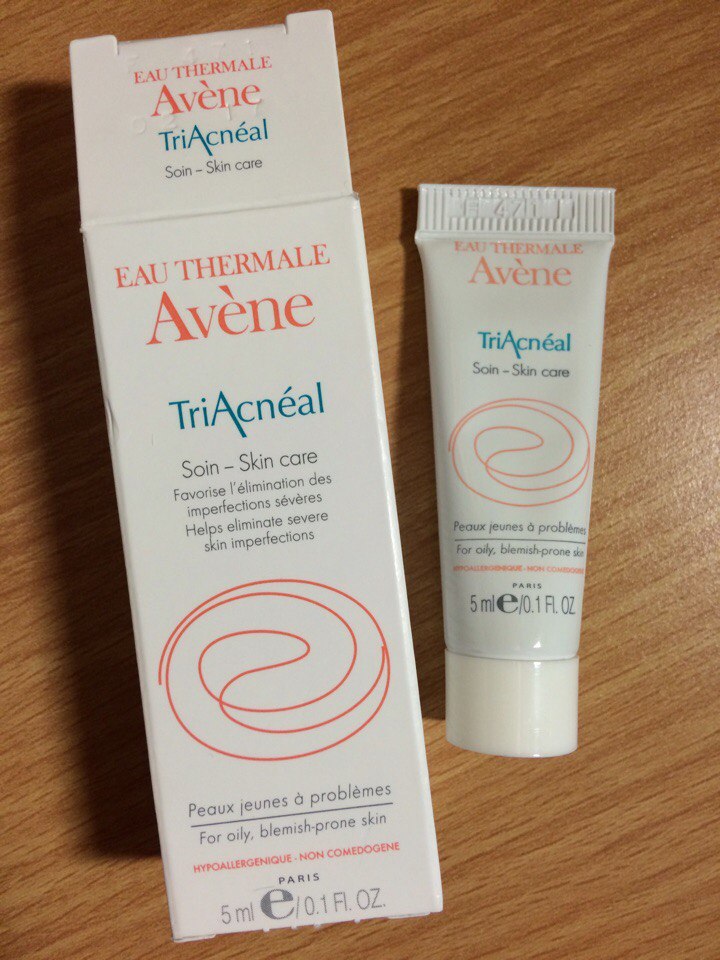 EAU THERMALE
Avène
TriAcnéal
Soin – Skin care
EAU THERMALE
Avène
TriAcnéal
Soin – Skin care
Favorise l'élimination des
imperfections sévères
Helps eliminate severe
skin imperfections
Peaux jeunes à problèmes
For oily, blemish-prone skin
HYPOALLERGENIQUE - NON COMEDOGENE
PARIS
5 ml e/0.1 Fl. OZ.
EAU THERMALE
Avène
TriAcnéal
Soin – Skin care
Peaux jeunes à problèmes
For oily, blemish-prone skin
HYPOALLERGENIQUE - NON COMEDOGENE
PARIS
5 ml e/0.1 Fl. OZ.